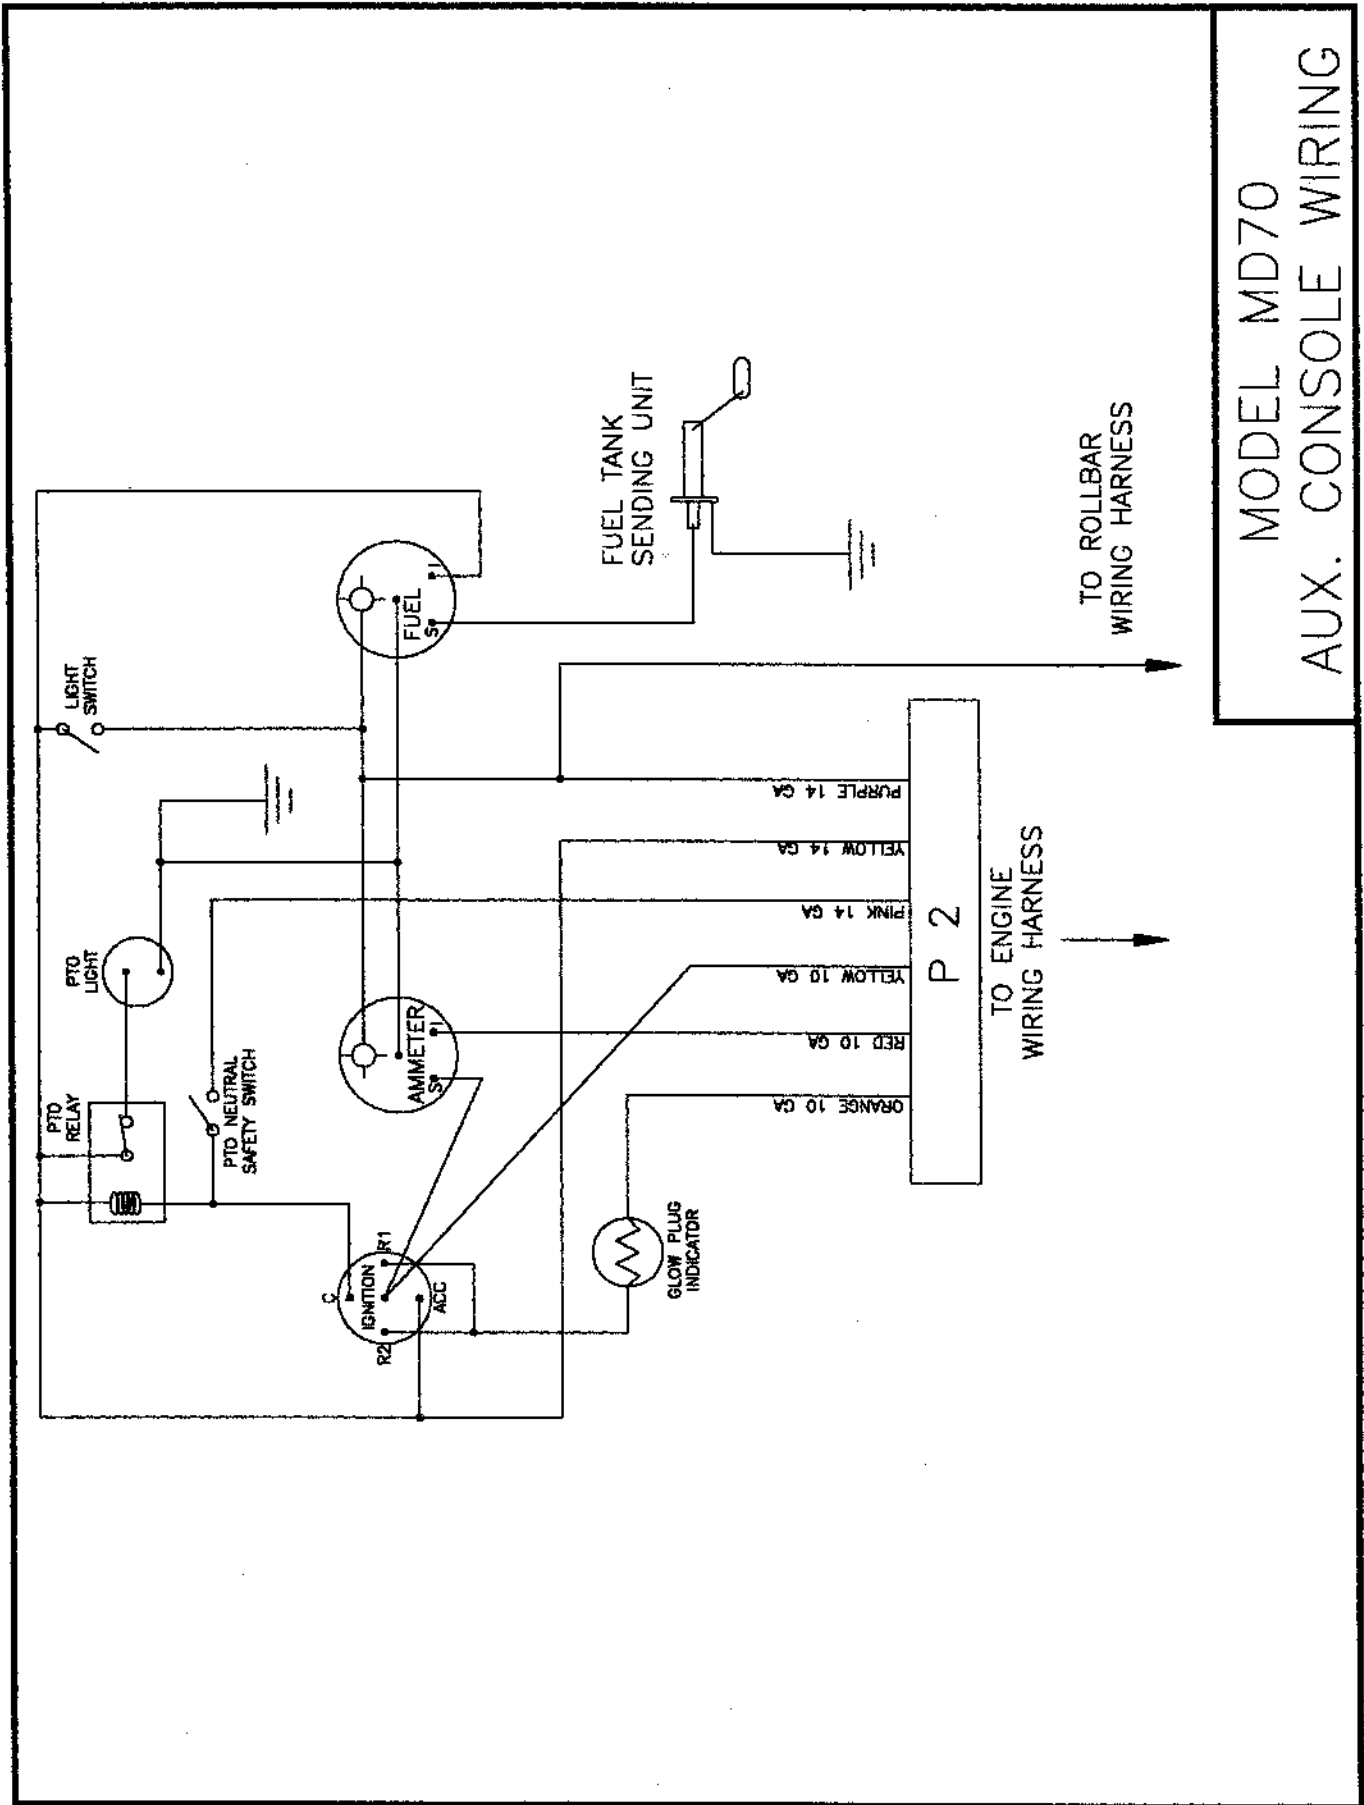 PTO
RELAY
PTO
LIGHT
LIGHT
SWITCH
PTO NEUTRAL
SAFETY SWITCH
C
IGNITION
R1
R2
ACC
AMMETER
S
I
FUEL
S
I
GLOW PLUG
INDICATOR
FUEL TANK
SENDING UNIT
ORANGE 10 GA
RED 10 GA
YELLOW 10 GA
PINK 14 GA
YELLOW 14 GA
PURPLE 14 GA
P 2
TO ENGINE
WIRING HARNESS
TO ROLLBAR
WIRING HARNESS
MODEL MD70
AUX. CONSOLE WIRING